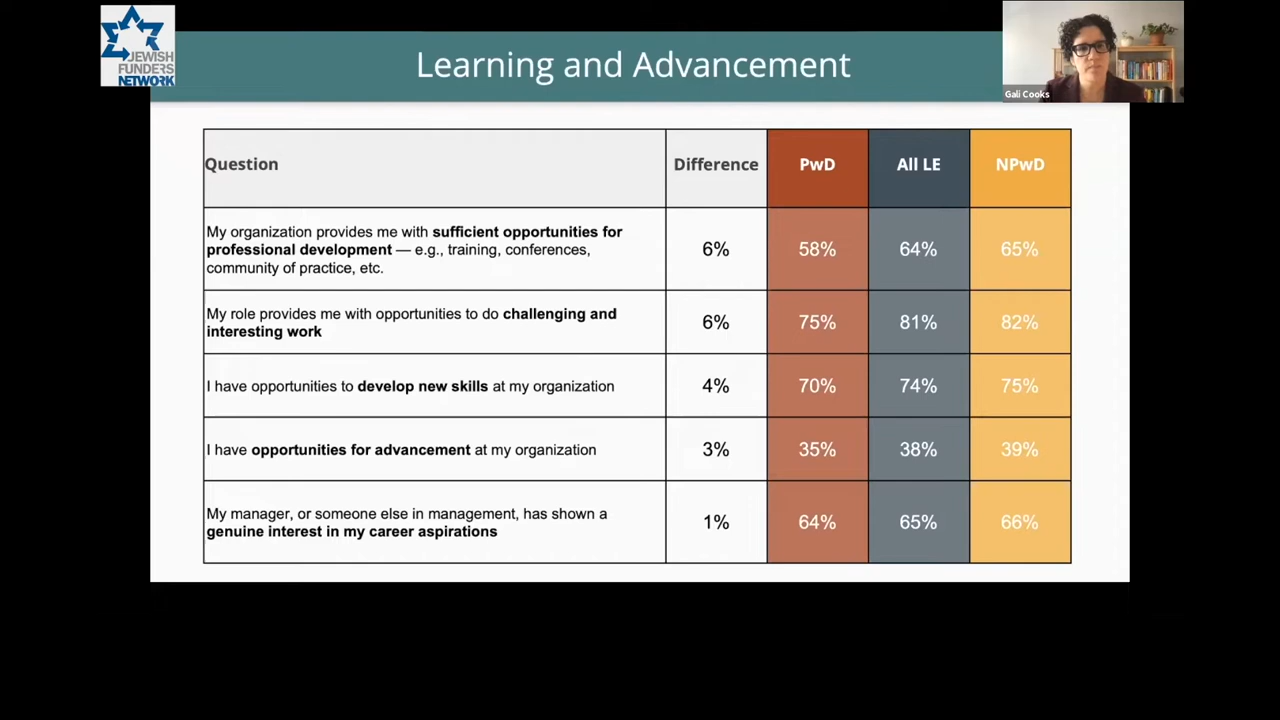 JEWISH
FUNDERS
NETWORK
Learning and Advancement
Gali Cooks
Question
Difference
PwD
All LE
NPwD
My organization provides me with sufficient opportunities for
professional development — e.g., training, conferences,
community of practice, etc.
6%
58%
64%
65%
My role provides me with opportunities to do challenging and
interesting work
6%
75%
81%
82%
I have opportunities to develop new skills at my organization
4%
70%
74%
75%
I have opportunities for advancement at my organization
3%
35%
38%
39%
My manager, or someone else in management, has shown a
genuine interest in my career aspirations
1%
64%
65%
66%